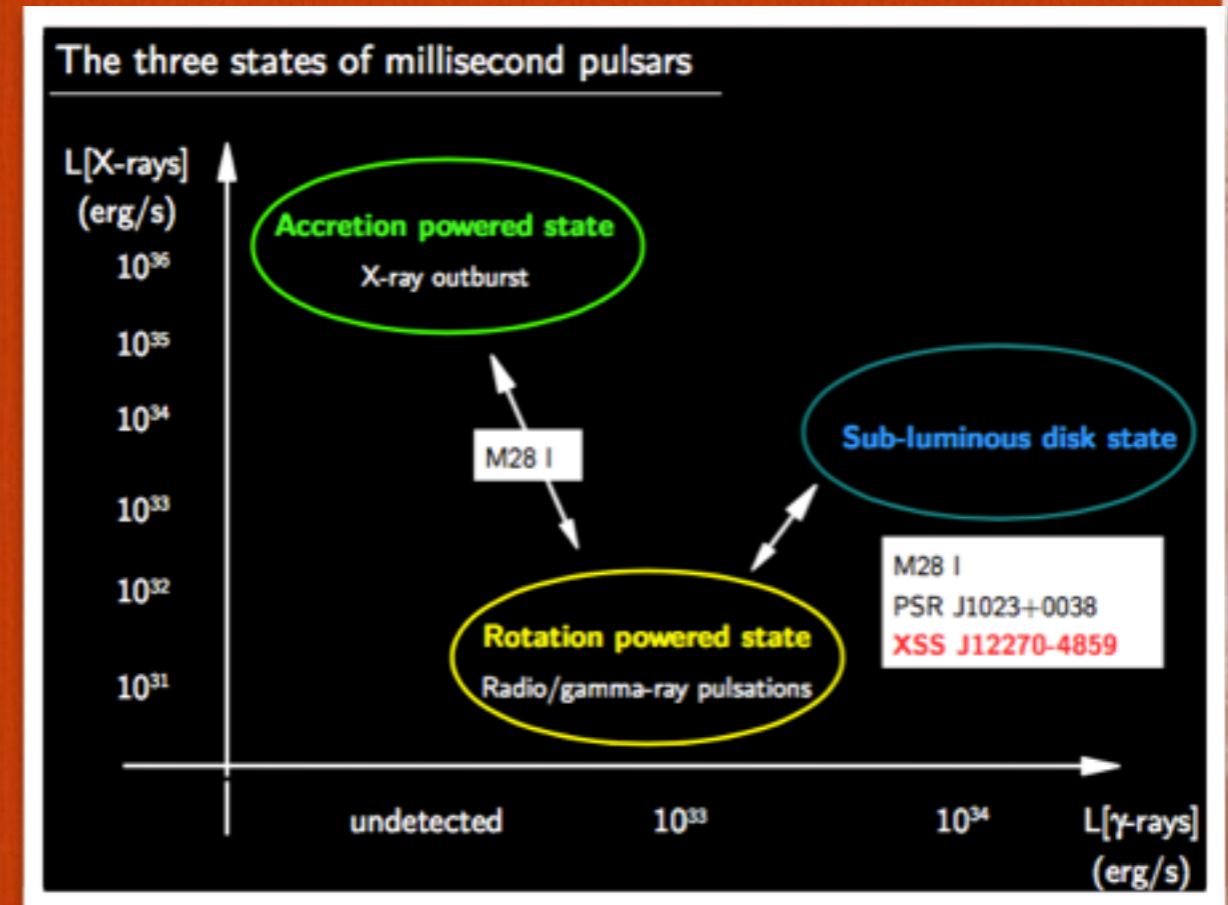 The three states of millisecond pulsars
L[X-rays]
(erg/s)
10³⁶
10³⁵
10³⁴
10³³
10³²
10³¹
Accretion powered state
X-ray outburst
M28 I
Sub-luminous disk state
M28 I
PSR J1023+0038
XSS J12270-4859
Rotation powered state
Radio/gamma-ray pulsations
undetected 10³³ 10³⁴ L[γ-rays]
(erg/s)